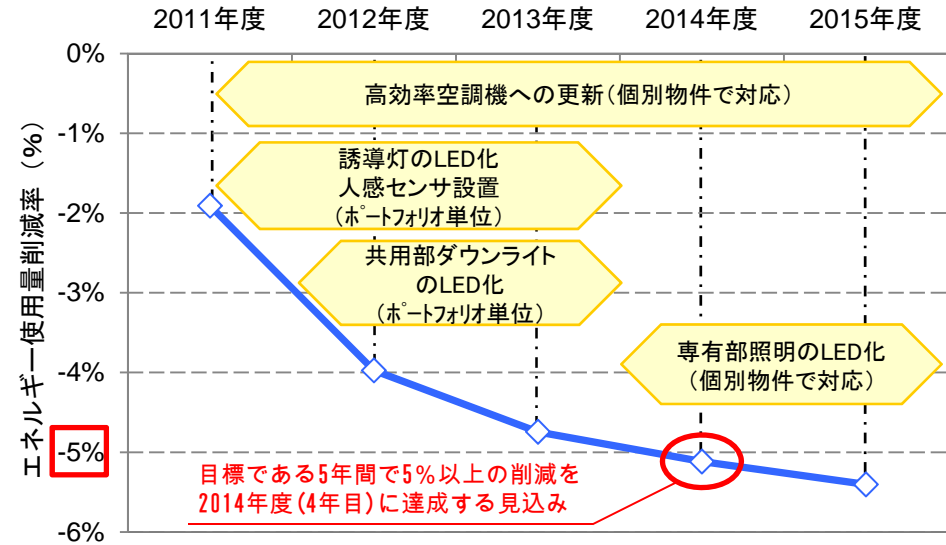 2011年度 2012年度 2013年度 2014年度 2015年度
0%
-1%
-2%
-3%
-4%
-5%
-6%
エネルギー使用量削減率（%）
高効率空調機への更新(個別物件で対応)
誘導灯のLED化
人感センサ設置
(ﾎﾟｰﾄﾌｫﾘｵ単位)
共用部ダウンライト
のLED化
(ﾎﾟｰﾄﾌｫﾘｵ単位)
専有部照明のLED化
(個別物件で対応)
目標である5年間で5%以上の削減を
2014年度(4年目)に達成する見込み